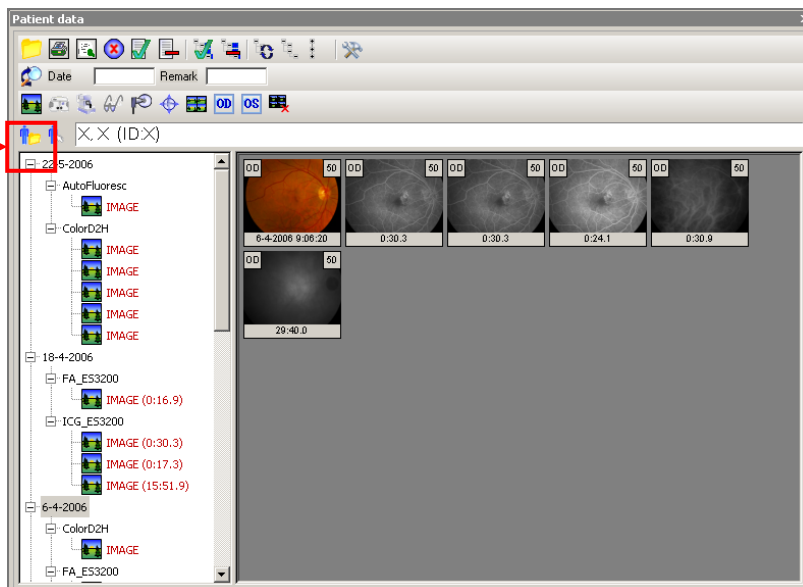 Patient data
Date Remark
OD OS
X, X (ID:X)
22-5-2006
AutoFluoresc
IMAGE
ColorD2H
IMAGE
IMAGE
IMAGE
IMAGE
IMAGE
18-4-2006
FA_ES3200
IMAGE (0:16.9)
ICG_ES3200
IMAGE (0:30.3)
IMAGE (0:17.3)
IMAGE (15:51.9)
6-4-2006
ColorD2H
IMAGE
FA_ES3200
OD 50 OD 50 OD 50 OD 50 OD 50
6-4-2006 9:06:20 0:30.3 0:30.3 0:24.1 0:30.9
OD 50
29:40.0